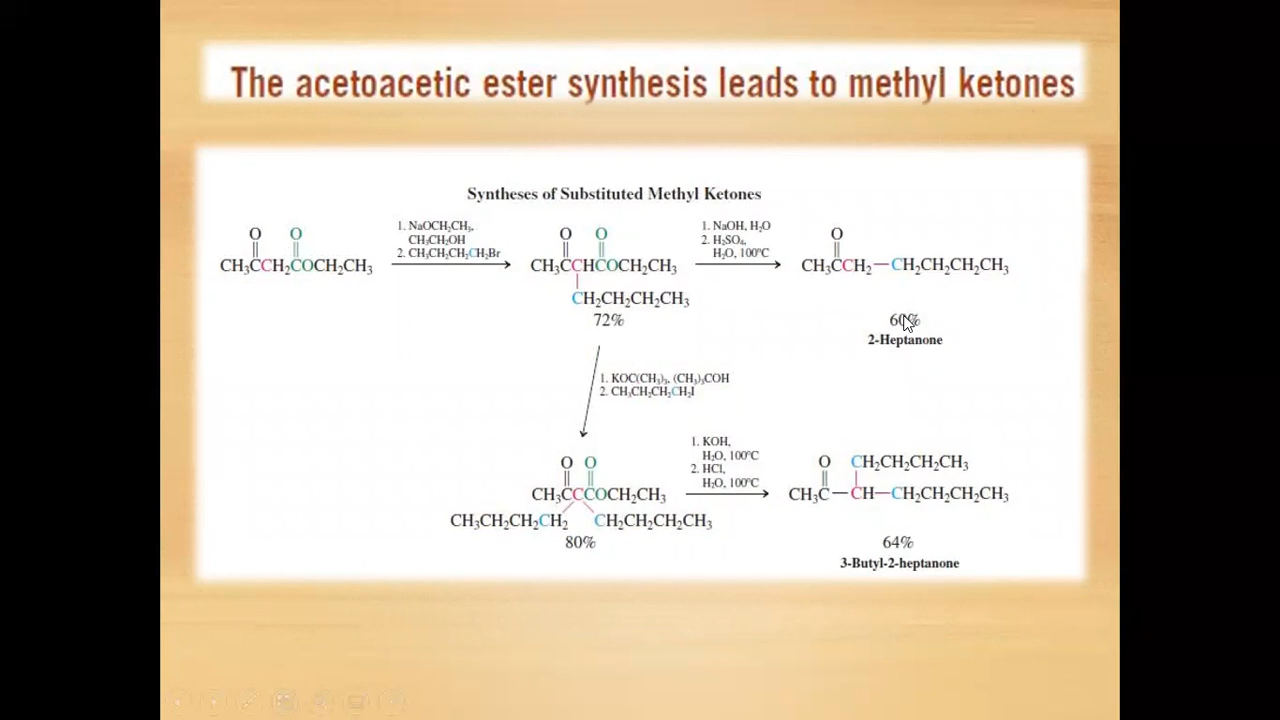 The acetoacetic ester synthesis leads to methyl ketones
Syntheses of Substituted Methyl Ketones
O O
CH₃CCH₂COCH₂CH₃
1. NaOCH₂CH₃,
CH₃CH₂OH
2. CH₃CH₂CH₂CH₂Br
O O
CH₃CCHCOCH₂CH₃
CH₂CH₂CH₂CH₃
72%
1. NaOH, H₂O
2. H₂SO₄,
H₂O, 100°C
O
CH₃CCH₂—CH₂CH₂CH₂CH₃
2-Heptanone
1. KOC(CH₃)₃, (CH₃)₃COH
2. CH₃CH₂CH₂CH₂I
O O
CH₃CCCOCH₂CH₃
CH₃CH₂CH₂CH₂ CH₂CH₂CH₂CH₃
80%
1. KOH,
H₂O, 100°C
2. HCl,
H₂O, 100°C
O CH₂CH₂CH₂CH₃
CH₃C—CH—CH₂CH₂CH₂CH₃
64%
3-Butyl-2-heptanone